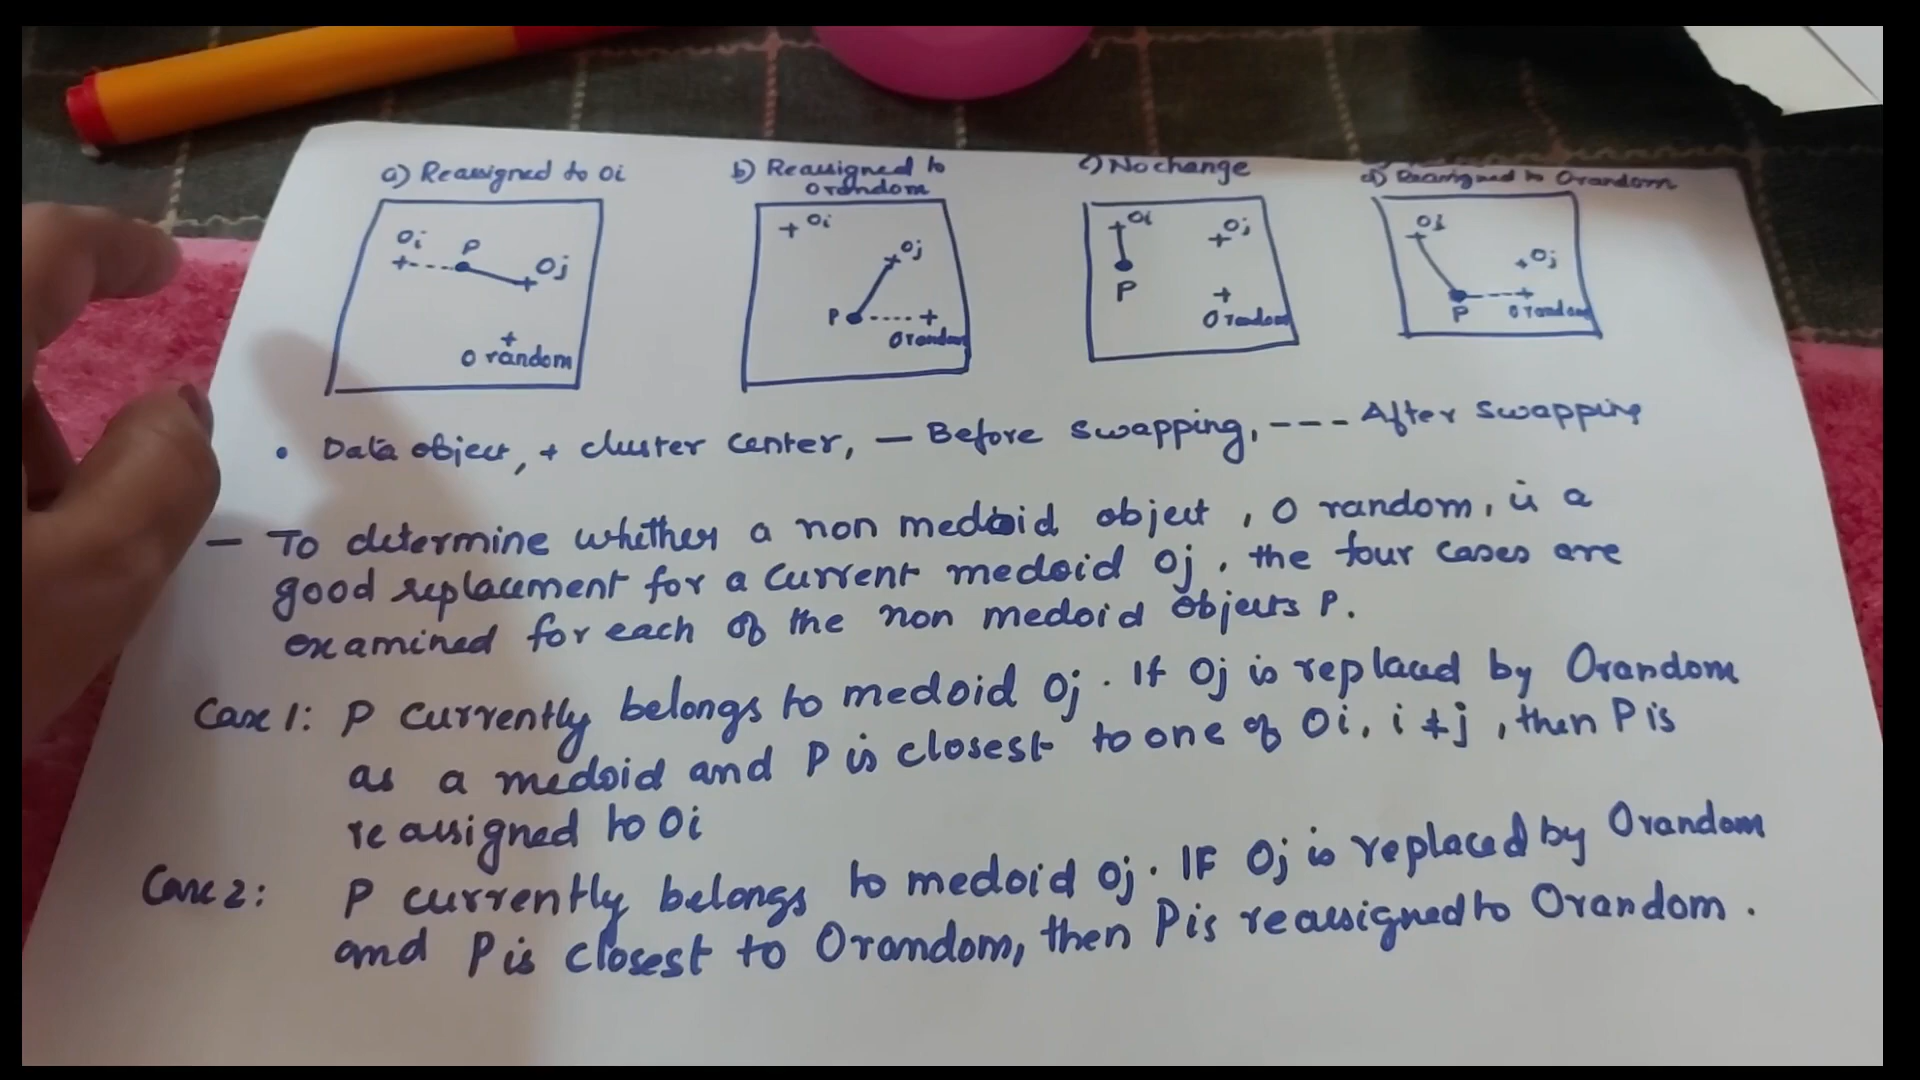 a) Reassigned to Oi
b) Reassigned to
Orandom
c) No change
d) Reassigned to Orandom
Oi
P
Oj
O random
Oi
Oj
P
Orandom
Oi
Oj
P
O random
Oj
P
Orandom
• Data object, + cluster center, — Before swapping, --- After swapping
— To determine whether a non medoid object, O random, is a
good replacement for a current medoid Oj, the four cases are
examined for each of the non medoid objects P.
Case 1: P currently belongs to medoid Oj. If Oj is replaced by Orandom
as a medoid and P is closest to one of Oi, i ≠ j, then P is
reassigned to Oi
Case 2: P currently belongs to medoid Oj. IF Oj is replaced by Orandom
and P is closest to Orandom, then P is reassigned to Orandom.